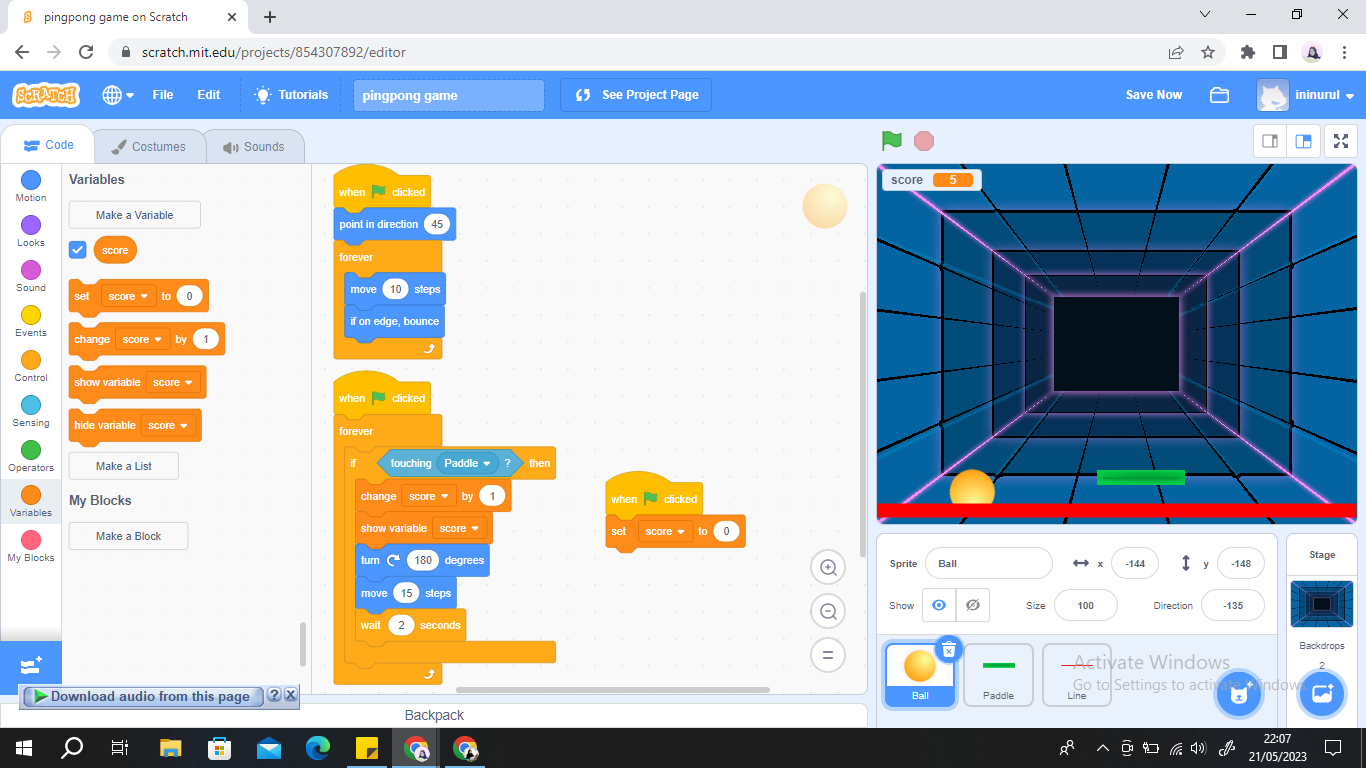 pingpong game on Scratch
scratch.mit.edu/projects/854307892/editor
SCRATCH
File
Edit
Tutorials
pingpong game
See Project Page
Save Now
ininurul
Code
Costumes
Sounds
Motion
Looks
Sound
Events
Control
Sensing
Operators
Variables
My Blocks
Variables
Make a Variable
score
set score to 0
change score by 1
show variable score
hide variable score
Make a List
My Blocks
Make a Block
when clicked
point in direction 45
forever
move 10 steps
if on edge, bounce
when clicked
forever
if touching Paddle ? then
change score by 1
show variable score
turn 180 degrees
move 15 steps
wait 2 seconds
when clicked
set score to 0
score 5
Sprite Ball x -144 y -148
Show Size 100 Direction -135
Ball
Paddle
Line
Stage
Backdrops
2
Activate Windows
Go to Settings to activate Windows.
Download audio from this page ?
Backpack
22:07
21/05/2023